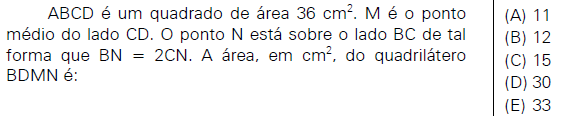 ABCD é um quadrado de área 36 cm². M é o ponto
médio do lado CD. O ponto N está sobre o lado BC de tal
forma que BN = 2CN. A área, em cm², do quadrilátero
BDMN é:
(A) 11
(B) 12
(C) 15
(D) 30
(E) 33